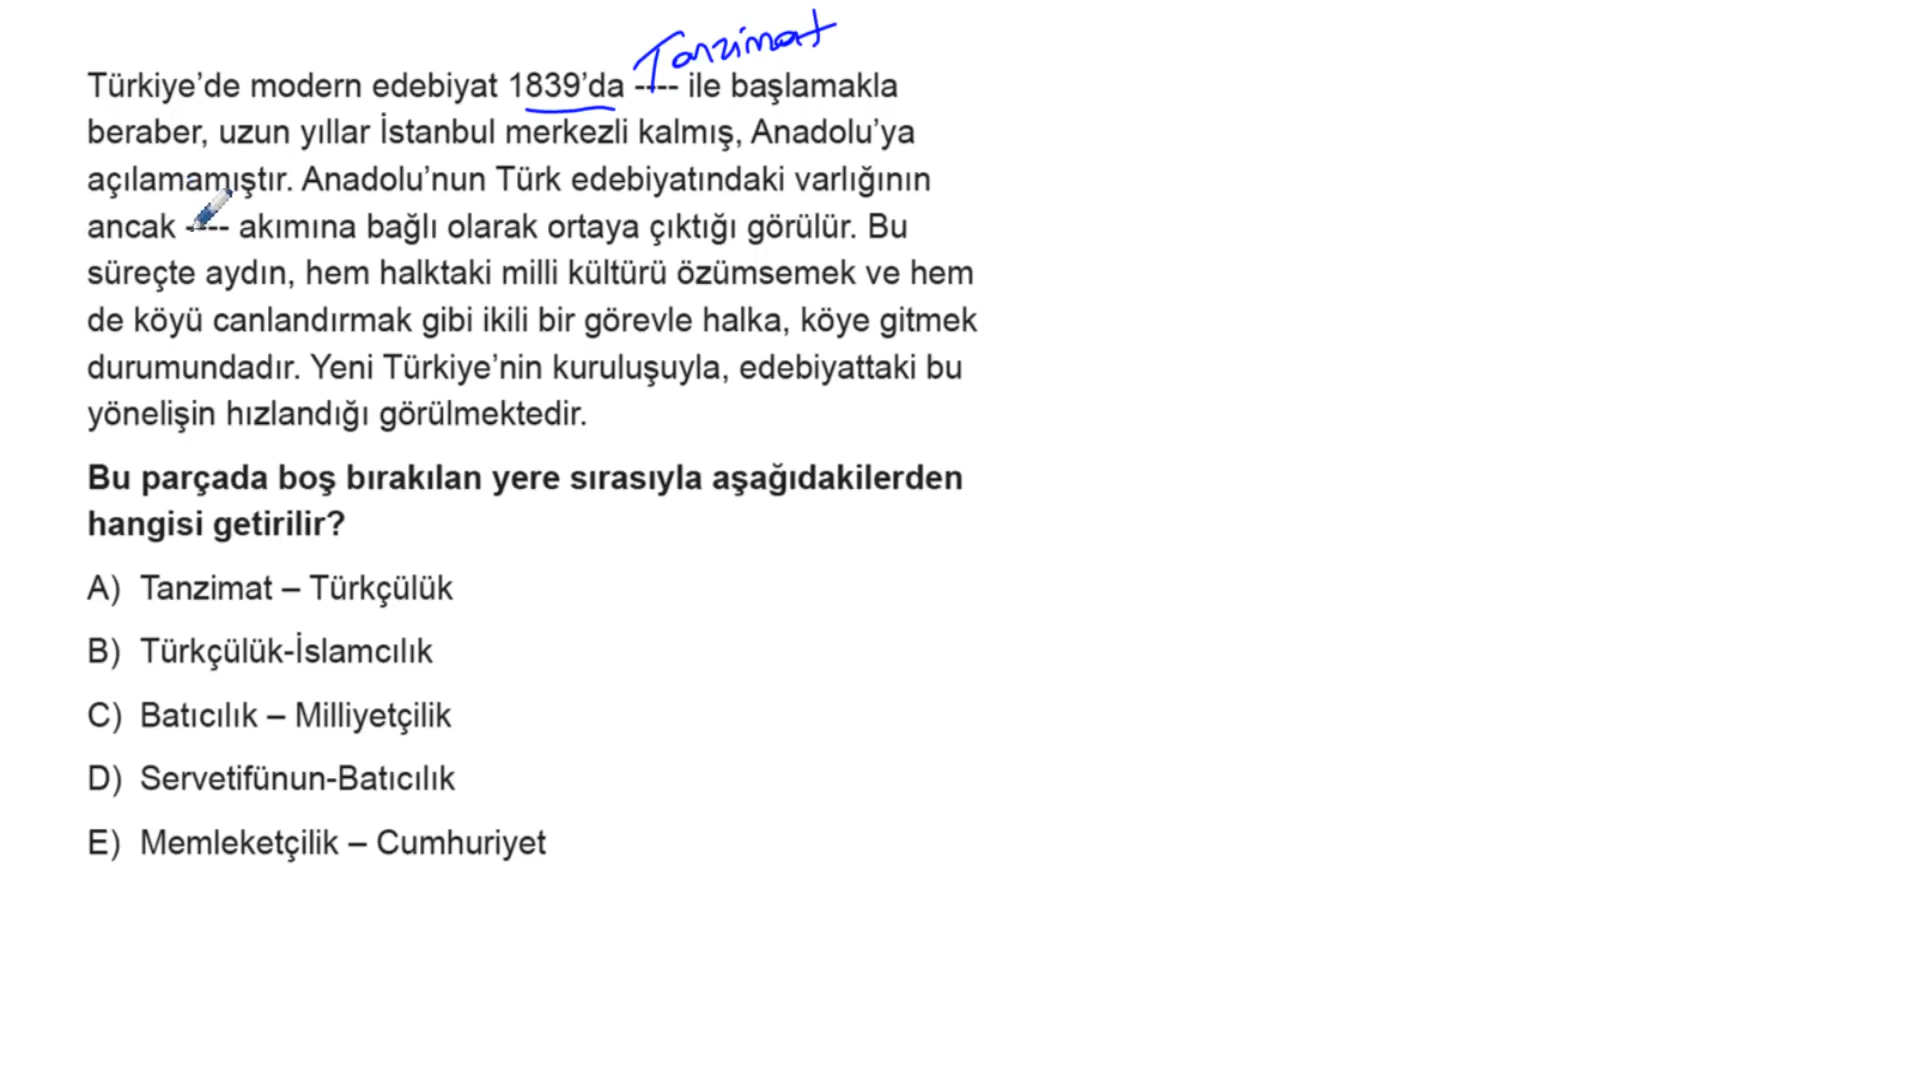 Tanzimat
Türkiye’de modern edebiyat 1839’da ---- ile başlamakla
beraber, uzun yıllar İstanbul merkezli kalmış, Anadolu’ya
açılamamıştır. Anadolu’nun Türk edebiyatındaki varlığının
ancak ---- akımına bağlı olarak ortaya çıktığı görülür. Bu
süreçte aydın, hem halktaki milli kültürü özümsemek ve hem
de köyü canlandırmak gibi ikili bir görevle halka, köye gitmek
durumundadır. Yeni Türkiye’nin kuruluşuyla, edebiyattaki bu
yönelişin hızlandığı görülmektedir.
Bu parçada boş bırakılan yere sırasıyla aşağıdakilerden
hangisi getirilir?
A) Tanzimat – Türkçülük
B) Türkçülük-İslamcılık
C) Batıcılık – Milliyetçilik
D) Servetifünun-Batıcılık
E) Memleketçilik – Cumhuriyet